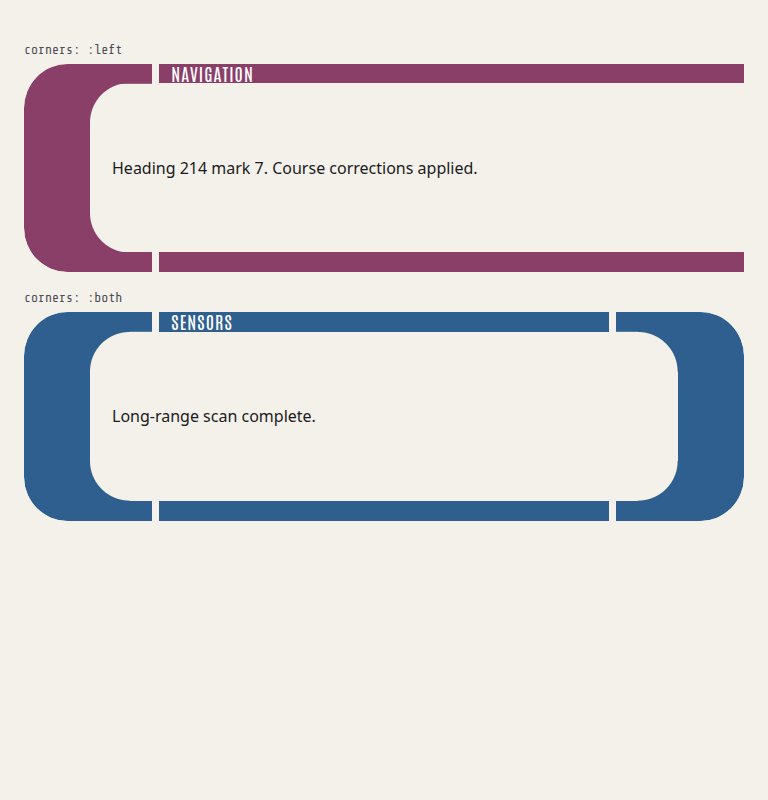 corners: :left
NAVIGATION
Heading 214 mark 7. Course corrections applied.
corners: :both
SENSORS
Long-range scan complete.